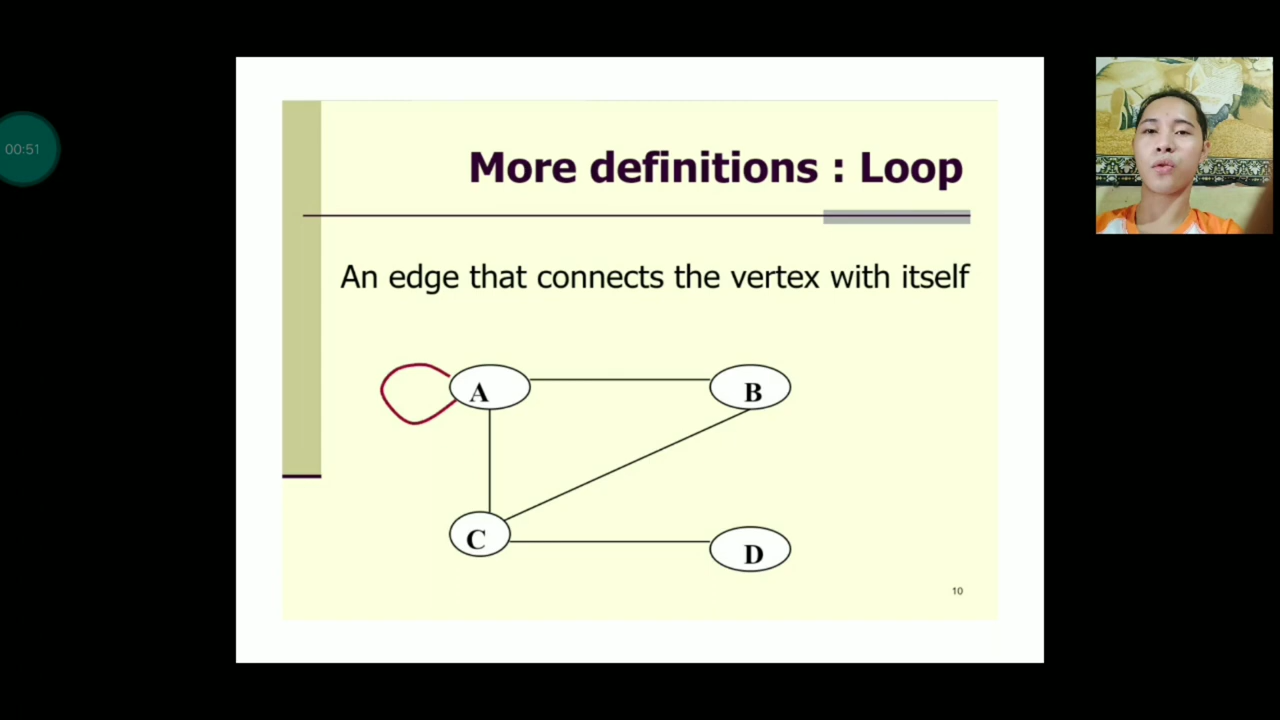 00:51
More definitions : Loop
An edge that connects the vertex with itself
A
B
C
D
10